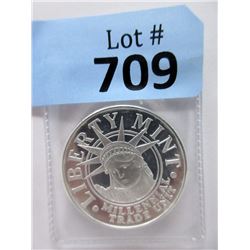 Lot #
709
LIBERTY MINT
MILLENNIAL
TRADE UNIT